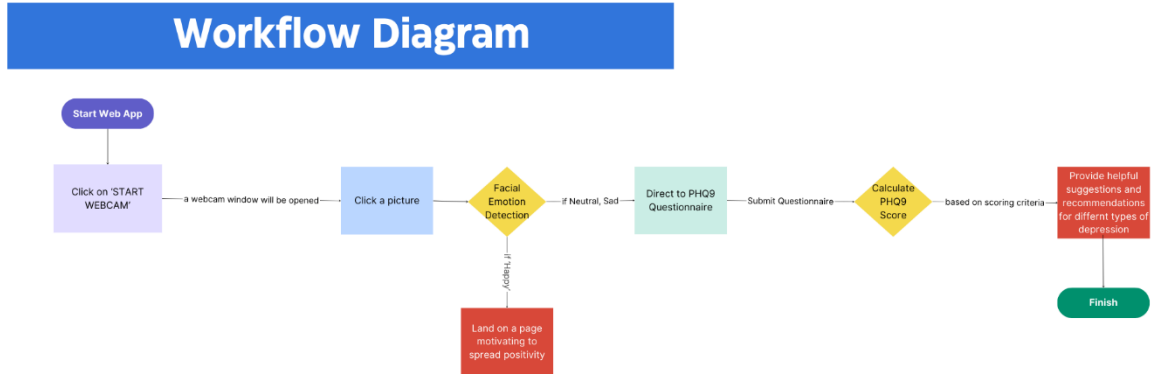 Workflow Diagram
Start Web App
Click on 'START
WEBCAM'
a webcam window will be opened
Click a picture
Facial
Emotion
Detection
if Neutral, Sad
if 'Happy'
Land on a page
motivating to
spread positivity
Direct to PHQ9
Questionnaire
Submit Questionnaire
Calculate
PHQ9
Score
based on scoring criteria
Provide helpful
suggestions and
recommendations
for differnt types of
depression
Finish